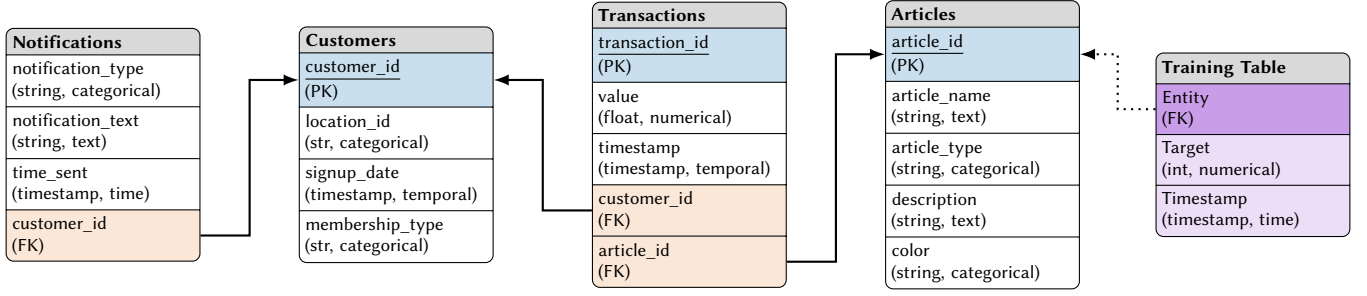 Notifications
notification_type
(string, categorical)
notification_text
(string, text)
time_sent
(timestamp, time)
customer_id
(FK)
Customers
customer_id
(PK)
location_id
(str, categorical)
signup_date
(timestamp, temporal)
membership_type
(str, categorical)
Transactions
transaction_id
(PK)
value
(float, numerical)
timestamp
(timestamp, temporal)
customer_id
(FK)
article_id
(FK)
Articles
article_id
(PK)
article_name
(string, text)
article_type
(string, categorical)
description
(string, text)
color
(string, categorical)
Training Table
Entity
(FK)
Target
(int, numerical)
Timestamp
(timestamp, time)